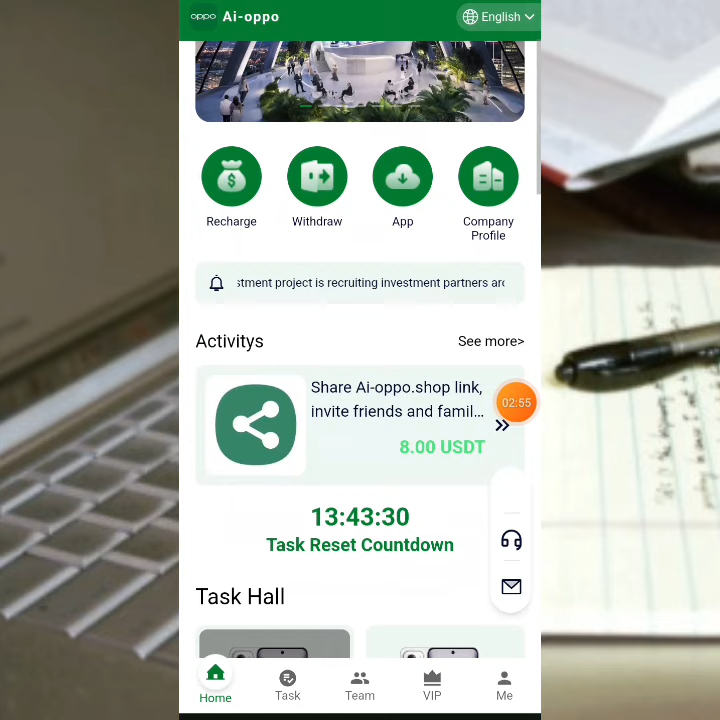 oppo Ai-oppo English
Recharge Withdraw App Company Profile
stment project is recruiting investment partners
Activitys See more>
Share Ai-oppo.shop link,
invite friends and famil...
02:55
8.00 USDT
13:43:30
Task Reset Countdown
Task Hall
Home Task Team VIP Me